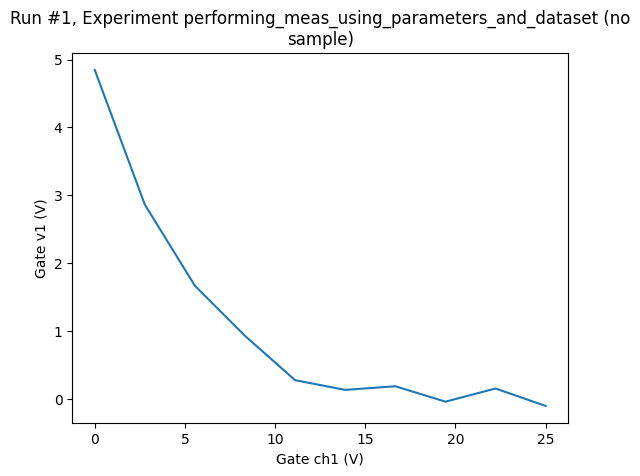 Run #1, Experiment performing_meas_using_parameters_and_dataset (no
sample)
5
4
3
2
1
0
Gate v1 (V)
0 5 10 15 20 25
Gate ch1 (V)